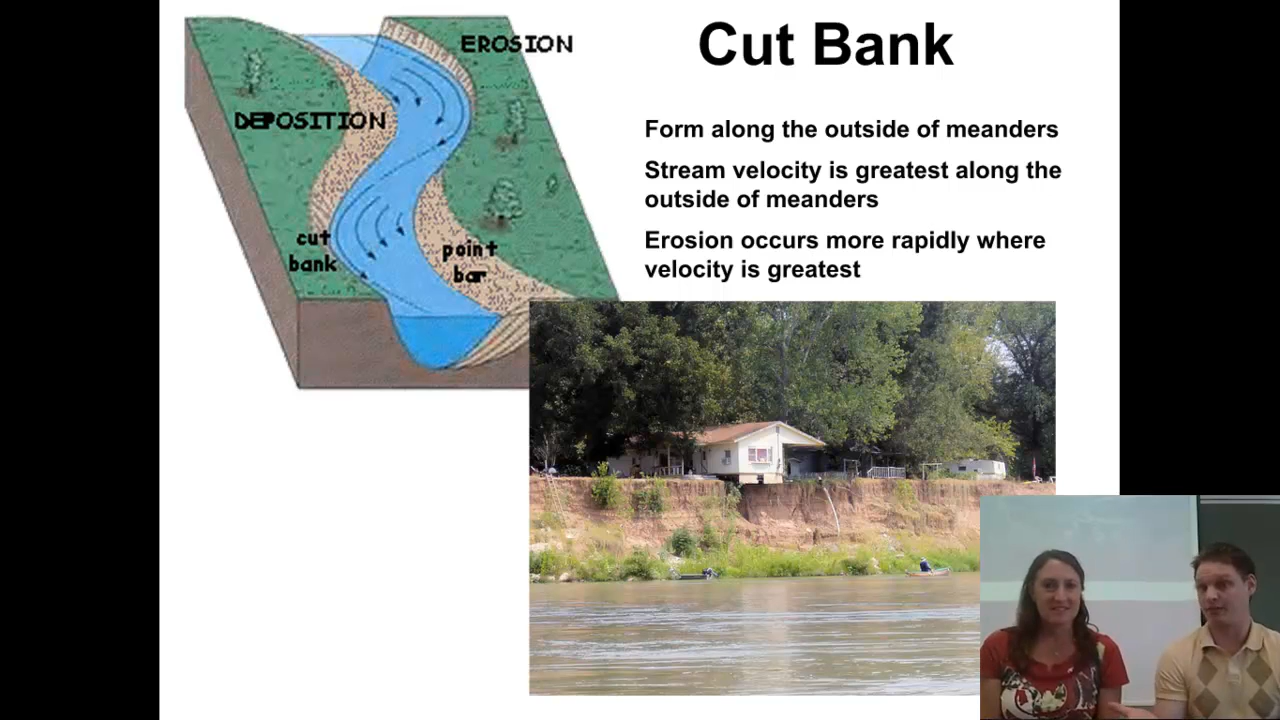 Cut Bank
EROSION
DEPOSITION
cut
bank
point
bar
Form along the outside of meanders
Stream velocity is greatest along the
outside of meanders
Erosion occurs more rapidly where
velocity is greatest